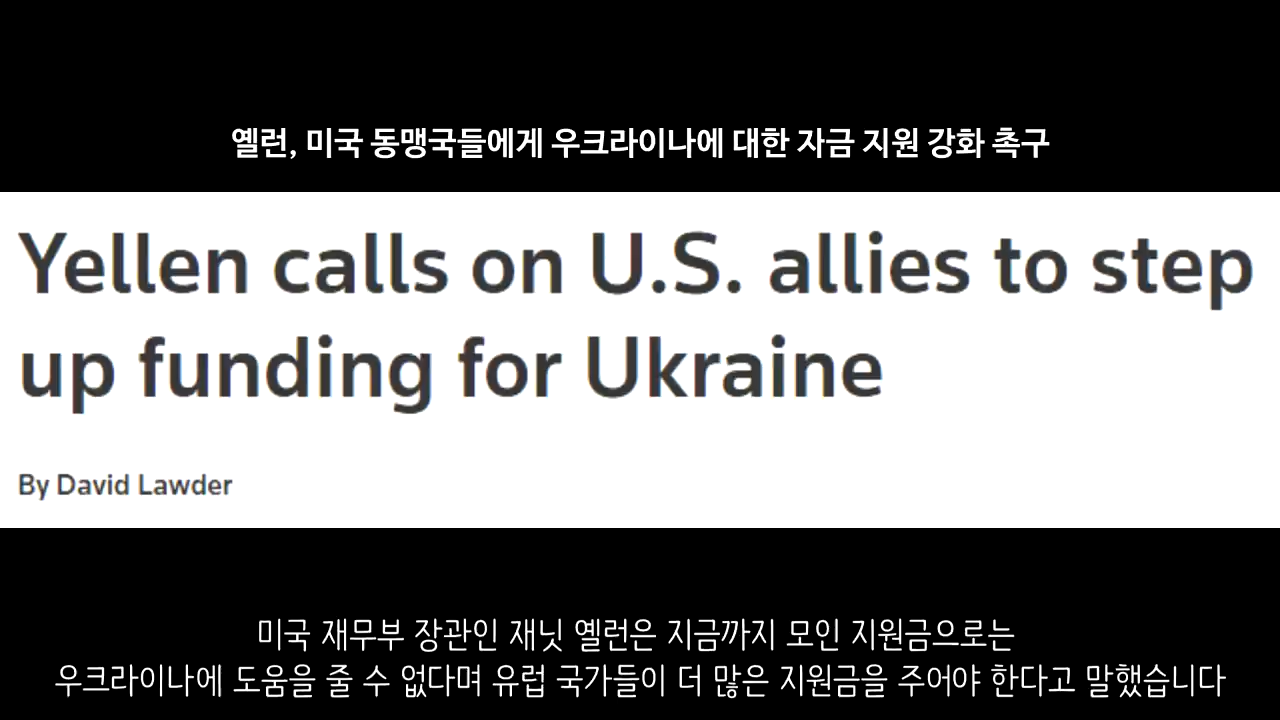 옐런, 미국 동맹국들에게 우크라이나에 대한 자금 지원 강화 촉구
Yellen calls on U.S. allies to step
up funding for Ukraine
By David Lawder
미국 재무부 장관인 재닛 옐런은 지금까지 모인 지원금으로는
우크라이나에 도움을 줄 수 없다며 유럽 국가들이 더 많은 지원금을 주어야 한다고 말했습니다